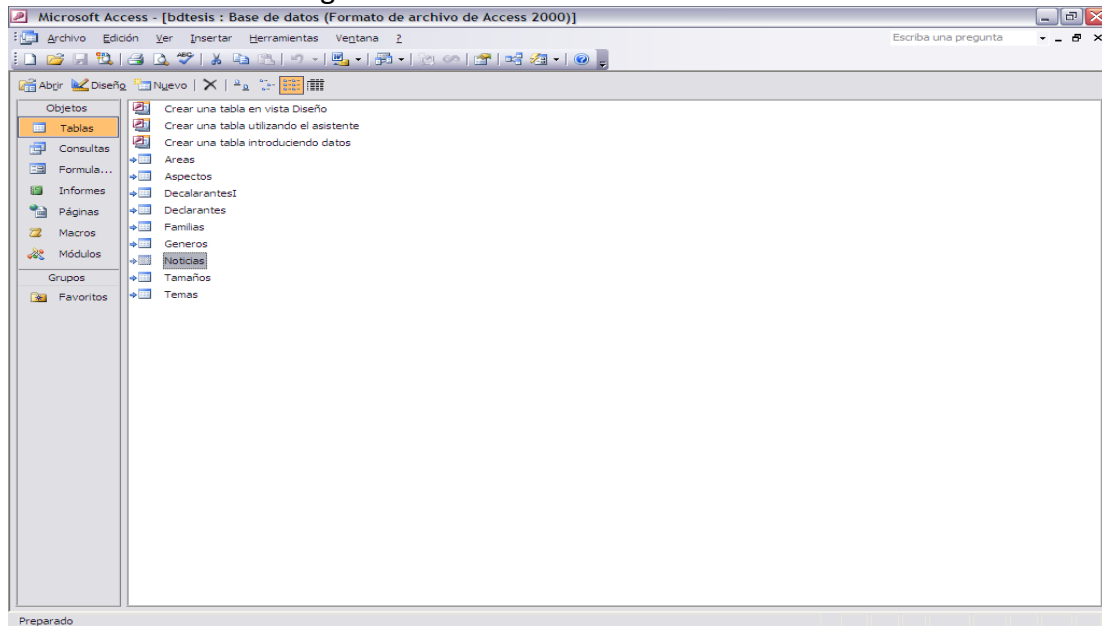 Microsoft Access - [bdtesis : Base de datos (Formato de archivo de Access 2000)]
Archivo Edición Ver Insertar Herramientas Ventana ?
Escriba una pregunta
Abrir Diseño Nuevo
Objetos
Tablas
Consultas
Formula...
Informes
Páginas
Macros
Módulos
Grupos
Favoritos
Crear una tabla en vista Diseño
Crear una tabla utilizando el asistente
Crear una tabla introduciendo datos
Areas
Aspectos
DecalarantesI
Declarantes
Familias
Generos
Noticias
Tamaños
Temas
Preparado